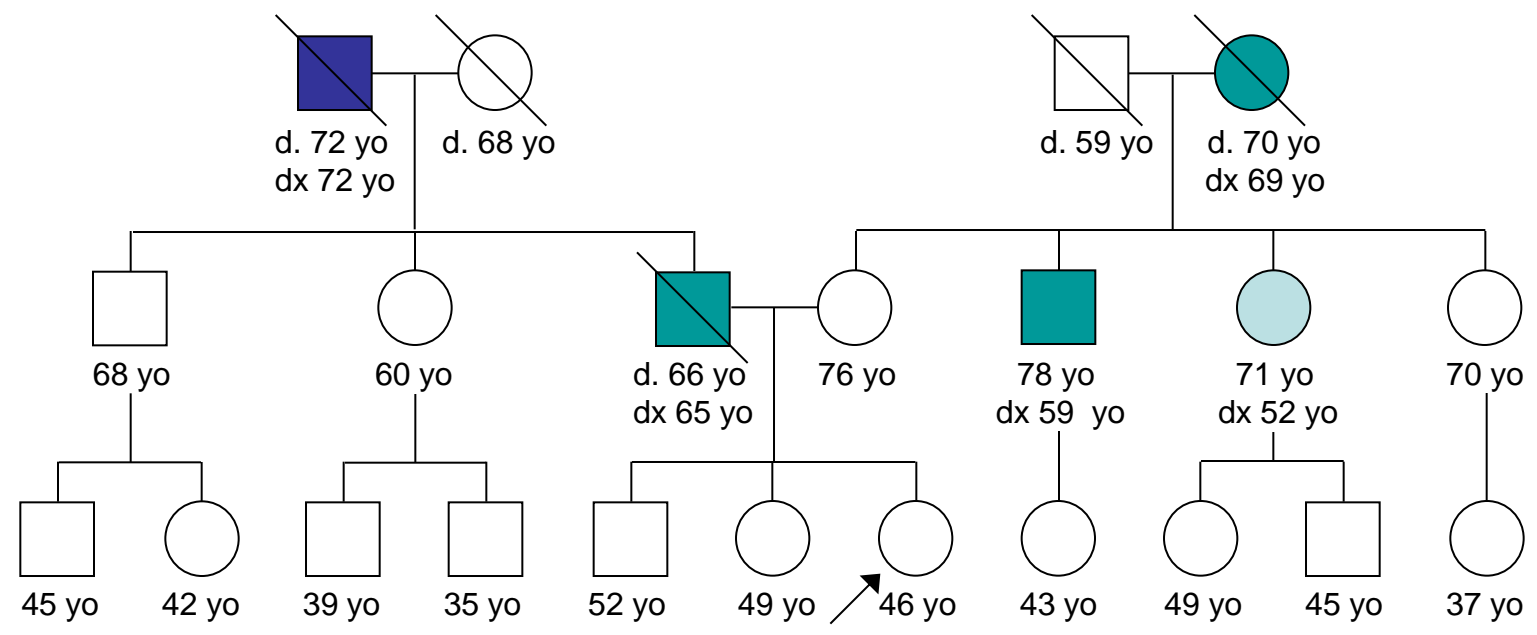 d. 72 yo
dx 72 yo
d. 68 yo
d. 59 yo
d. 70 yo
dx 69 yo
68 yo
60 yo
d. 66 yo
dx 65 yo
76 yo
78 yo
dx 59 yo
71 yo
dx 52 yo
70 yo
45 yo
42 yo
39 yo
35 yo
52 yo
49 yo
46 yo
43 yo
49 yo
45 yo
37 yo